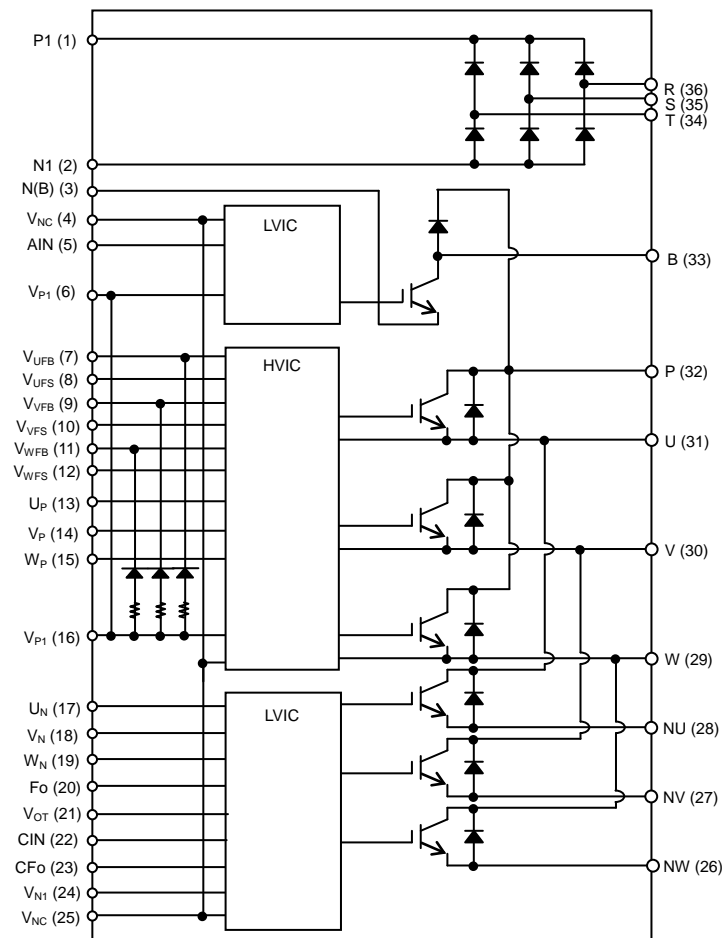 P1 (1)
N1 (2)
N(B) (3)
VNC (4)
AIN (5)
VP1 (6)
VUFB (7)
VUFS (8)
VVFB (9)
VVFS (10)
VWFB (11)
VWFS (12)
UP (13)
VP (14)
WP (15)
VP1 (16)
UN (17)
VN (18)
WN (19)
Fo (20)
VOT (21)
CIN (22)
CFo (23)
VN1 (24)
VNC (25)
LVIC
HVIC
LVIC
R (36)
S (35)
T (34)
B (33)
P (32)
U (31)
V (30)
W (29)
NU (28)
NV (27)
NW (26)